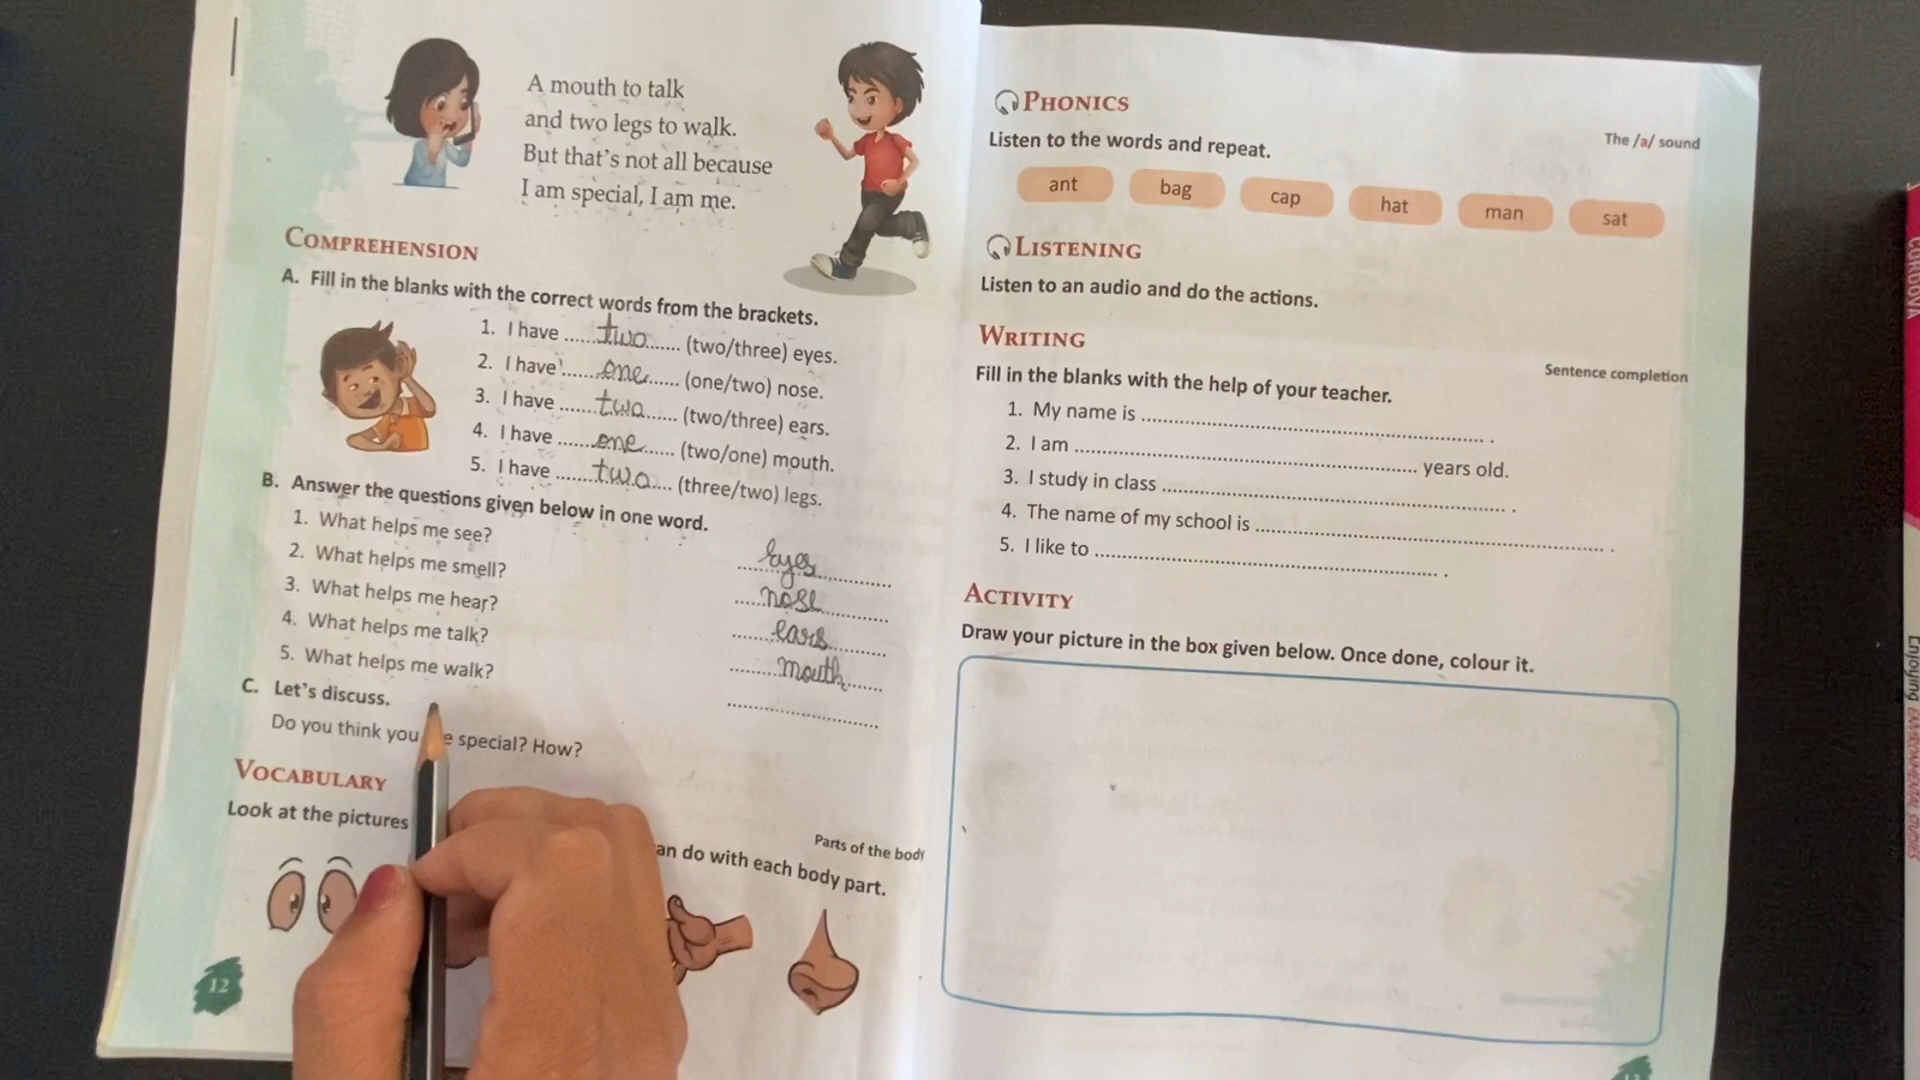 A mouth to talk
and two legs to walk.
But that's not all because
I am special, I am me.
COMPREHENSION
A. Fill in the blanks with the correct words from the brackets.
1. I have ......two...... (two/three) eyes.
2. I have ......one...... (one/two) nose.
3. I have ......two...... (two/three) ears.
4. I have ......one...... (two/one) mouth.
5. I have ......two...... (three/two) legs.
B. Answer the questions given below in one word.
1. What helps me see? eyes
2. What helps me smell? nose
3. What helps me hear? ears
4. What helps me talk? mouth
5. What helps me walk? ....................
C. Let's discuss.
Do you think you special? How?
VOCABULARY
Parts of the body
Look at the pictures do with each body part.
12
PHONICS
The /a/ sound
Listen to the words and repeat.
ant bag cap hat man sat
LISTENING
Listen to an audio and do the actions.
WRITING
Sentence completion
Fill in the blanks with the help of your teacher.
1. My name is .................... .
2. I am .................... years old.
3. I study in class .................... .
4. The name of my school is .................... .
5. I like to .................... .
ACTIVITY
Draw your picture in the box given below. Once done, colour it.
CORDOVA
Enjoying ENVIRONMENTAL STUDIES